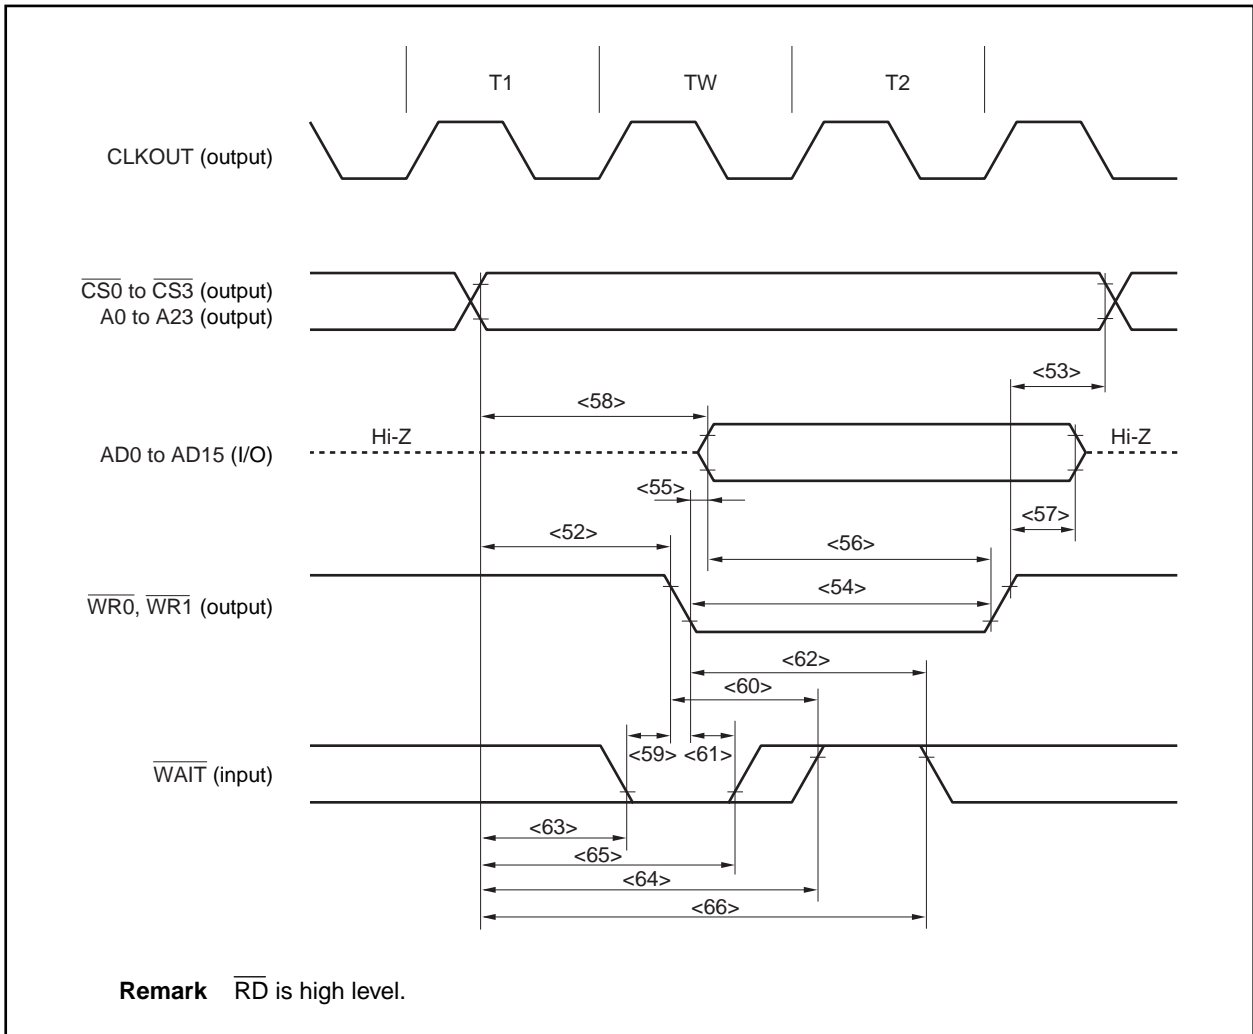 T1 TW T2
CLKOUT (output)
CS0 to CS3 (output)
A0 to A23 (output)
<53>
<58>
Hi-Z Hi-Z
AD0 to AD15 (I/O)
<55>
<57>
<52>
<56>
<54>
WR0, WR1 (output)
<62>
<60>
<59> <61>
WAIT (input)
<63>
<65>
<64>
<66>
Remark RD is high level.